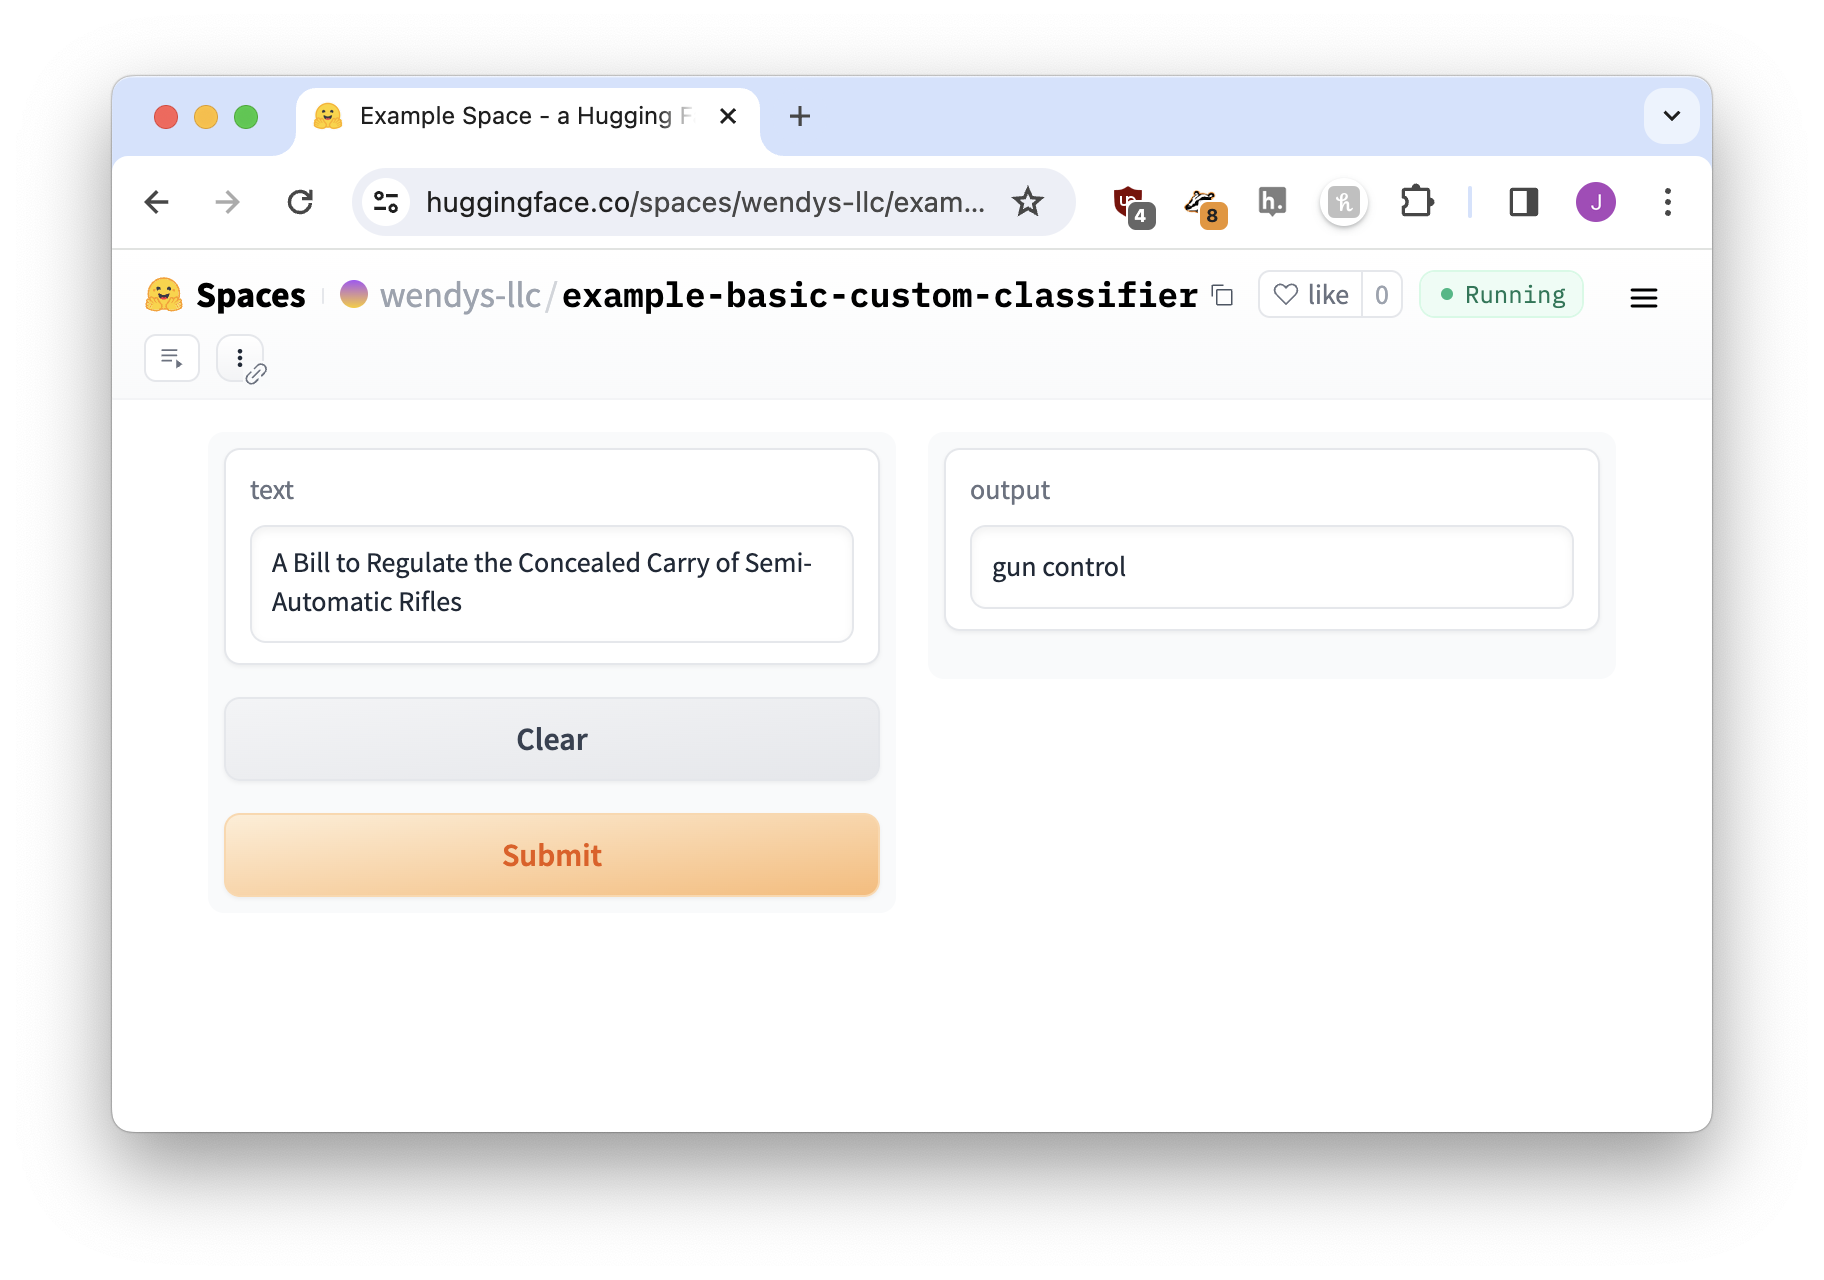 Example Space - a Hugging F
huggingface.co/spaces/wendys-llc/exam...
4
8
h.
J
Spaces wendys-llc/example-basic-custom-classifier like 0 Running
text
A Bill to Regulate the Concealed Carry of Semi-
Automatic Rifles
Clear
Submit
output
gun control